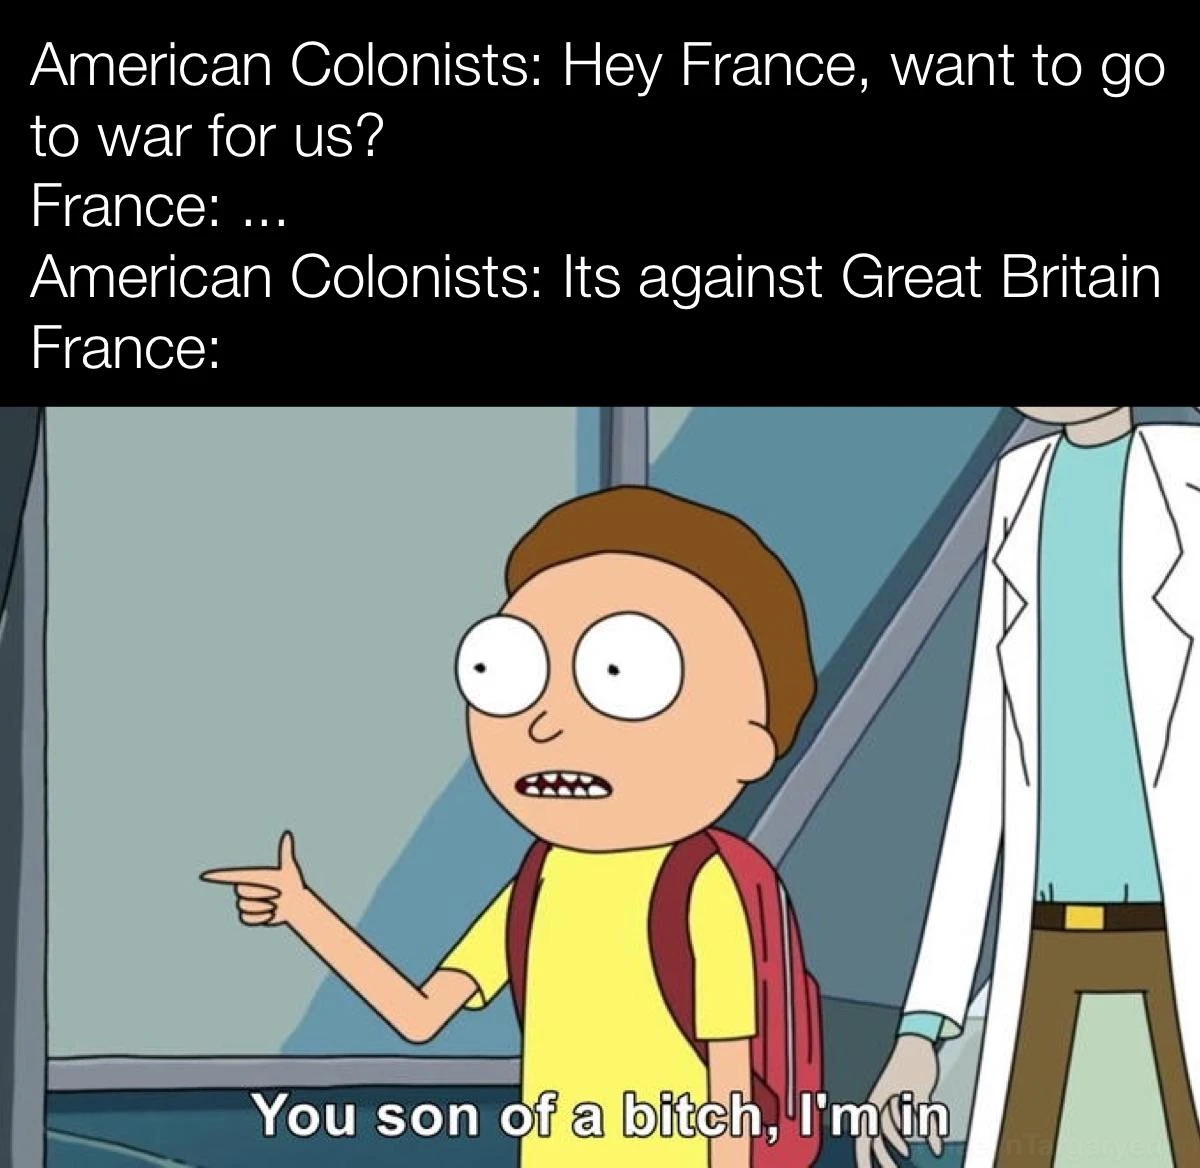 American Colonists: Hey France, want to go
to war for us?
France: ...
American Colonists: Its against Great Britain
France:
You son of a bitch, I'm in